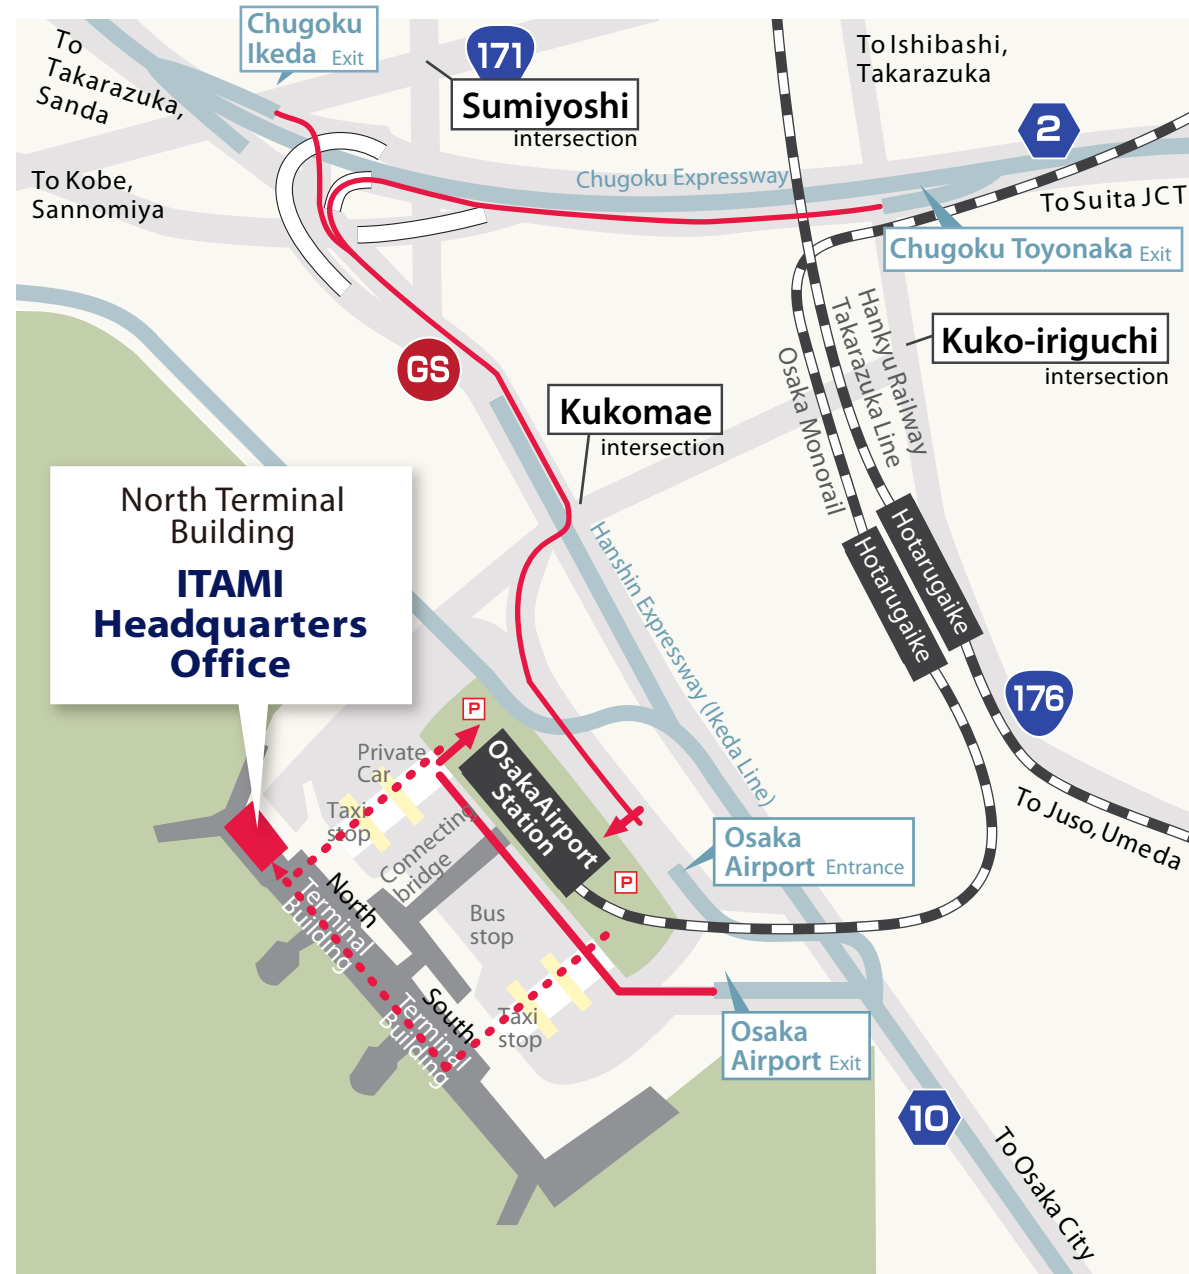 Chugoku
Ikeda Exit
To
Takarazuka,
Sanda
171
Sumiyoshi
intersection
To Ishibashi,
Takarazuka
2
To Kobe,
Sannomiya
Chugoku Expressway
To Suita JCT
Chugoku Toyonaka Exit
Hankyu Railway
Takarazuka Line
Osaka Monorail
Kuko-iriguchi
intersection
GS
Kukomae
intersection
North Terminal
Building
ITAMI
Headquarters
Office
Hanshin Expressway (Ikeda Line)
Hotarugaike
Hotarugaike
176
To Juso, Umeda
P
Private
Car
Taxi
stop
Osaka Airport
Station
Connecting
bridge
P
Osaka
Airport Entrance
North
Terminal
Building
Bus
stop
South
Terminal
Building
Taxi
stop
Osaka
Airport Exit
10
To Osaka City